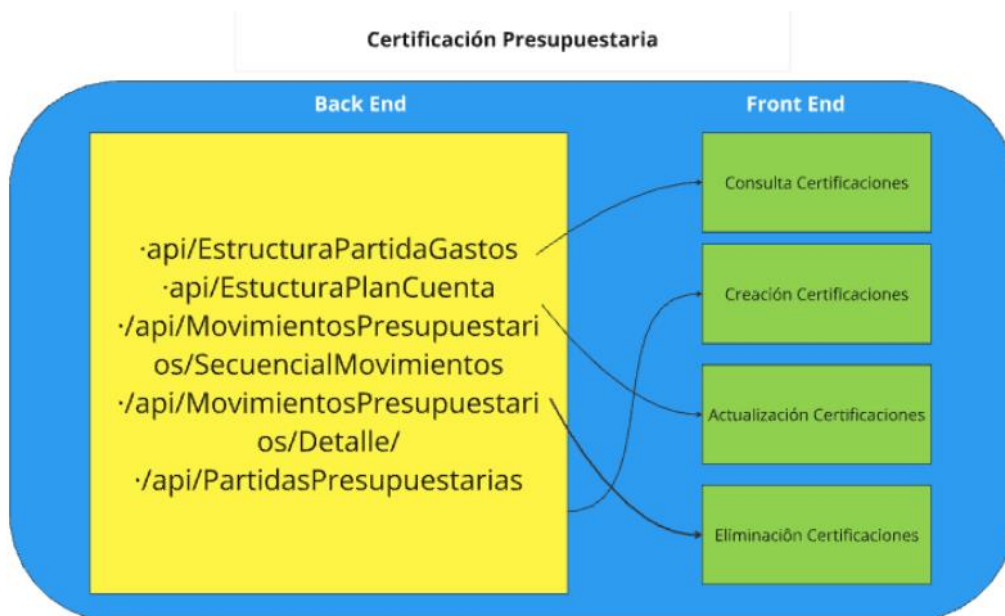 Certificación Presupuestaria
Back End
Front End
·api/EstructuraPartidaGastos
·api/EstucturaPlanCuenta
·/api/MovimientosPresupuestari
os/SecuencialMovimientos
·/api/MovimientosPresupuestari
os/Detalle/
·/api/PartidasPresupuestarias
Consulta Certificaciones
Creación Certificaciones
Actualización Certificaciones
Eliminación Certificaciones